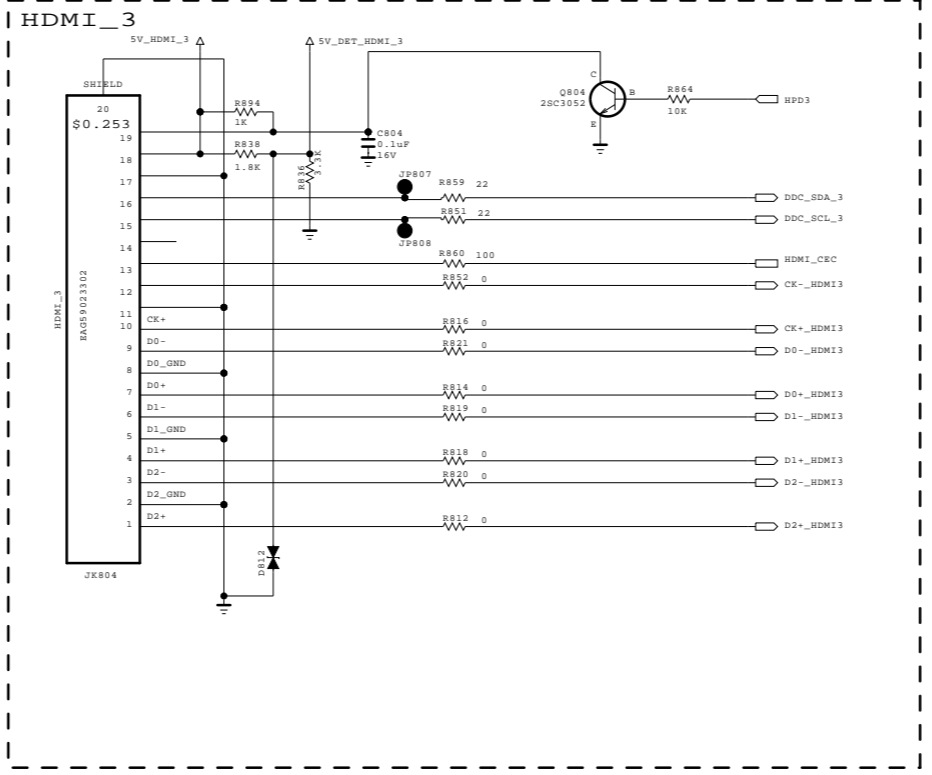 HDMI_3
5V_HDMI_3
5V_DET_HDMI_3
SHIELD
20
$0.253
19
18
17
16
15
14
13
12
11
10
9
8
7
6
5
4
3
2
1
HDMI_3
EAG59023302
JK804
CK+
D0-
D0_GND
D0+
D1-
D1_GND
D1+
D2-
D2_GND
D2+
R894
1K
R838
1.8K
R836
3.3K
C804
0.1uF
16V
D812
Q804
2SC3052
C
B
E
R864
10K
HPD3
JP807
JP808
R859 22
DDC_SDA_3
R851 22
DDC_SCL_3
R860 100
HDMI_CEC
R852 0
CK-_HDMI3
R816 0
CK+_HDMI3
R821 0
D0-_HDMI3
R814 0
D0+_HDMI3
R819 0
D1-_HDMI3
R818 0
D1+_HDMI3
R820 0
D2-_HDMI3
R812 0
D2+_HDMI3